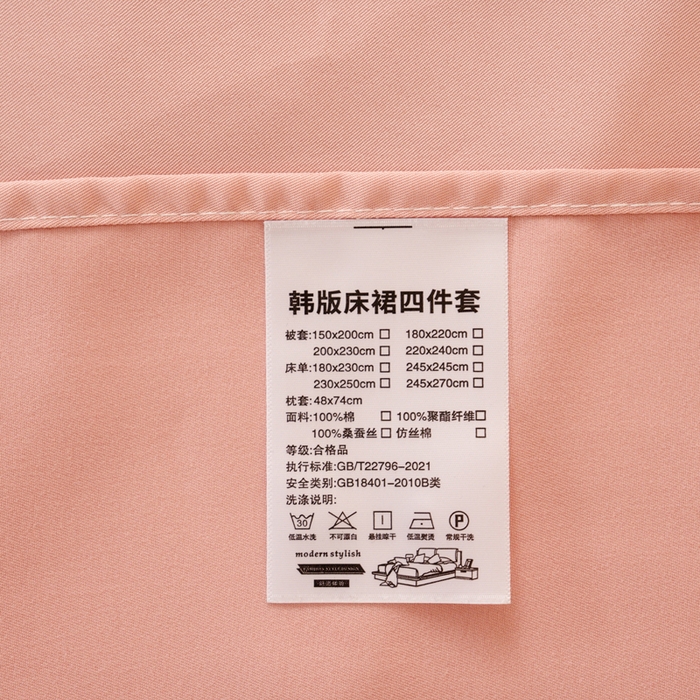 韩版床裙四件套
被套:150x200cm □ 180x220cm □
200x230cm □ 220x240cm □
床单:180x230cm □ 245x245cm □
230x250cm □ 245x270cm □
枕套:48x74cm
面料:100%棉 □ 100%聚酯纤维□
100%桑蚕丝 □ 仿丝棉 □
等级:合格品
执行标准:GB/T22796-2021
安全类别:GB18401-2010B类
洗涤说明:
30 P
低温水洗 不可漂白 悬挂晾干 低温熨烫 常规干洗
modern stylish